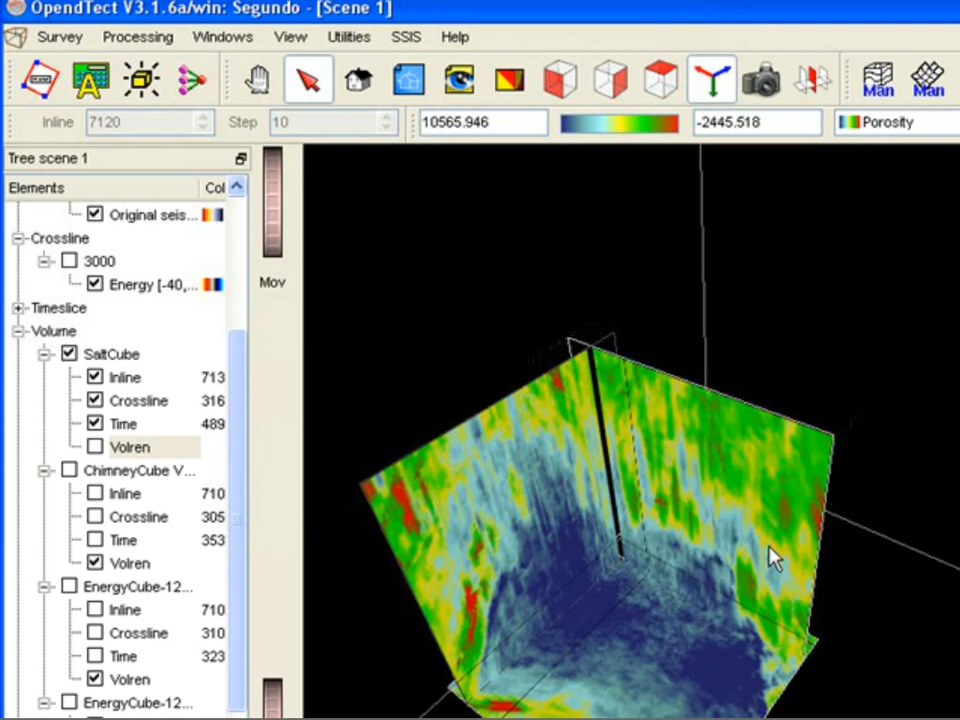 OpendTect V3.1.6a/win: Segundo - [Scene 1]
Survey Processing Windows View Utilities SSIS Help
Man Man
Inline 7120 Step 10 10565.946 -2445.518 Porosity
Tree scene 1
Elements Col
Original seis...
Crossline
3000
Energy [-40,...
Mov
Timeslice
Volume
SaltCube
Inline 713
Crossline 316
Time 489
Volren
ChimneyCube V...
Inline 710
Crossline 305
Time 353
Volren
EnergyCube-12...
Inline 710
Crossline 310
Time 323
Volren
EnergyCube-12...